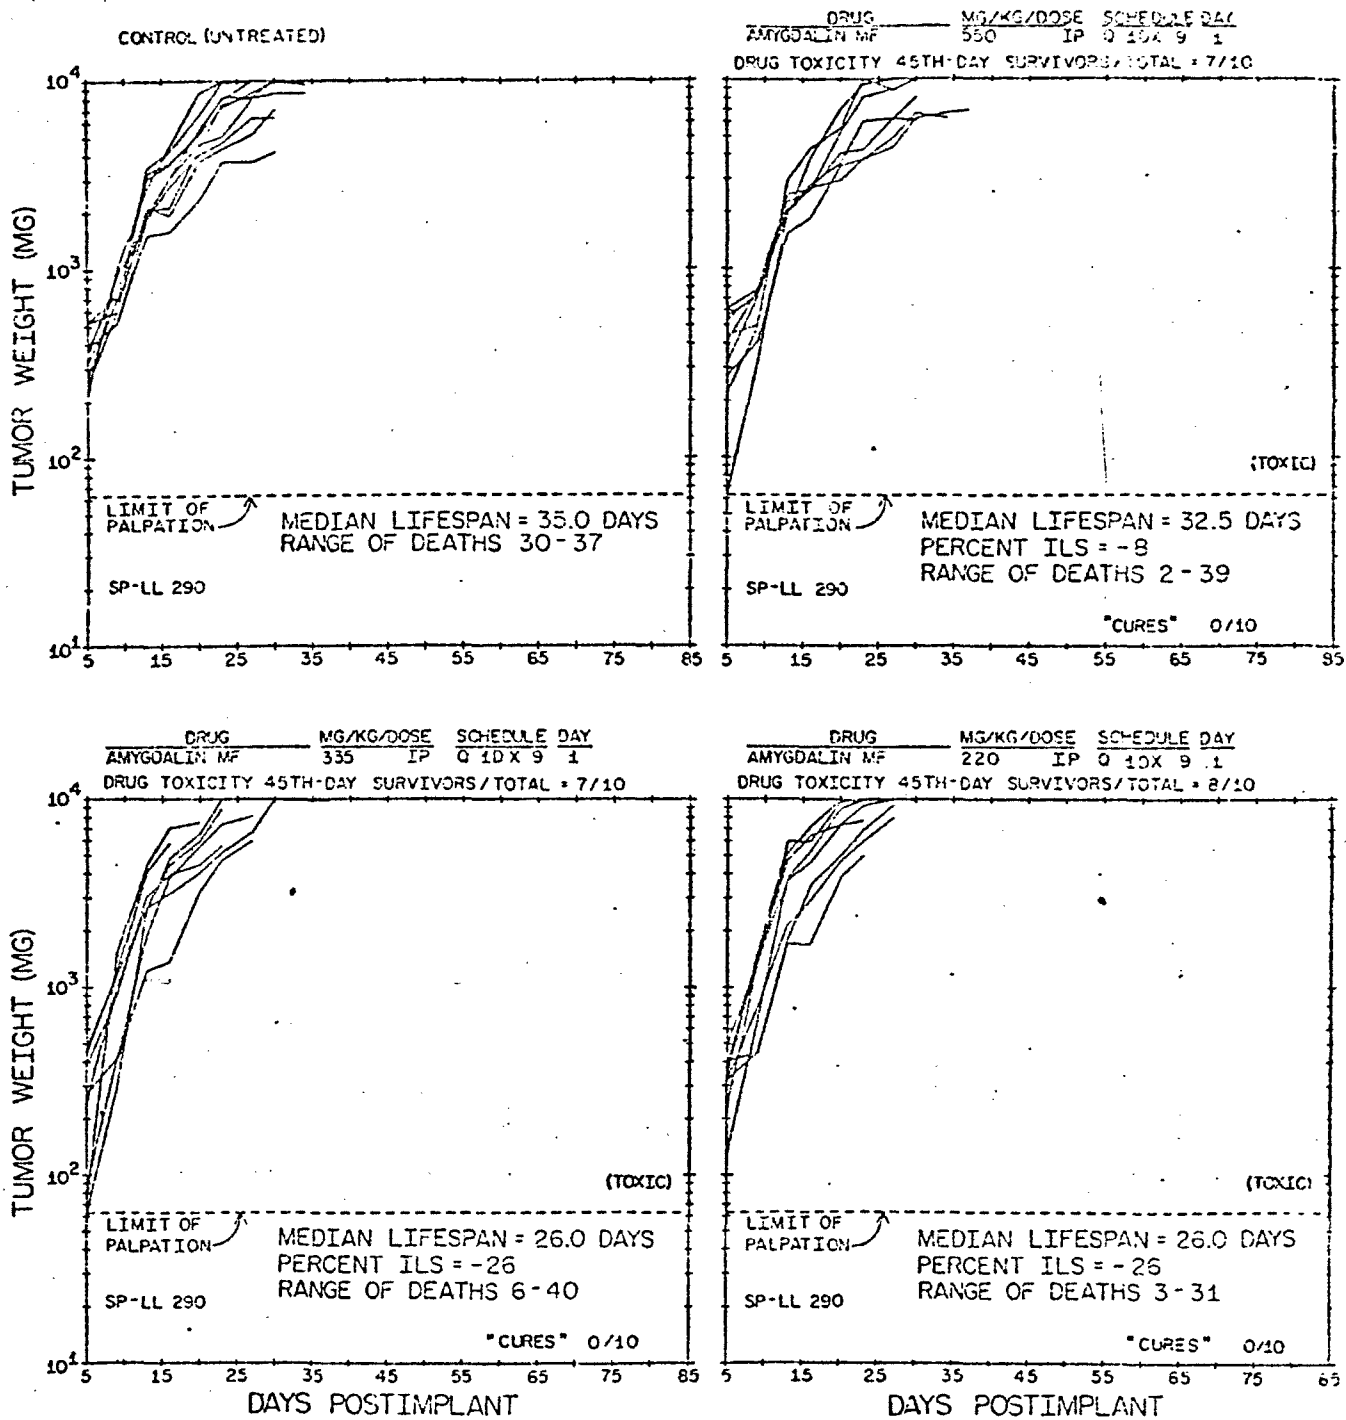 CONTROL (UNTREATED)
DRUG MG/KG/DOSE SCHEDULE DAY
AMYGDALIN MF 550 IP Q 1DX 9 1
DRUG TOXICITY 45TH-DAY SURVIVORS/TOTAL = 7/10
TUMOR WEIGHT (MG)
10⁴
10³
10²
10¹
LIMIT OF
PALPATION
MEDIAN LIFESPAN = 35.0 DAYS
RANGE OF DEATHS 30-37
SP-LL 290
5 15 25 35 45 55 65 75 85
(TOXIC)
LIMIT OF
PALPATION
MEDIAN LIFESPAN = 32.5 DAYS
PERCENT ILS = -8
RANGE OF DEATHS 2-39
SP-LL 290
"CURES" 0/10
5 15 25 35 45 55 65 75 85
DRUG MG/KG/DOSE SCHEDULE DAY
AMYGDALIN MF 335 IP Q 1DX 9 1
DRUG TOXICITY 45TH-DAY SURVIVORS/TOTAL = 7/10
DRUG MG/KG/DOSE SCHEDULE DAY
AMYGDALIN MF 220 IP Q 1DX 9 1
DRUG TOXICITY 45TH-DAY SURVIVORS/TOTAL = 8/10
TUMOR WEIGHT (MG)
10⁴
10³
10²
10¹
(TOXIC)
LIMIT OF
PALPATION
MEDIAN LIFESPAN = 26.0 DAYS
PERCENT ILS = -26
RANGE OF DEATHS 6-40
SP-LL 290
"CURES" 0/10
5 15 25 35 45 55 65 75 85
DAYS POSTIMPLANT
(TOXIC)
LIMIT OF
PALPATION
MEDIAN LIFESPAN = 26.0 DAYS
PERCENT ILS = -26
RANGE OF DEATHS 3-31
SP-LL 290
"CURES" 0/10
5 15 25 35 45 55 65 75 85
DAYS POSTIMPLANT